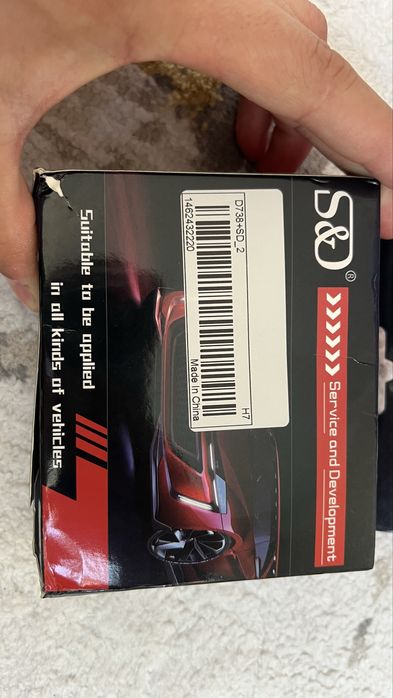 S&D®
Service and Development
D738+SD_2
H7
1462432220
Made In China
Suitable to be applied
in all kinds of vehicles